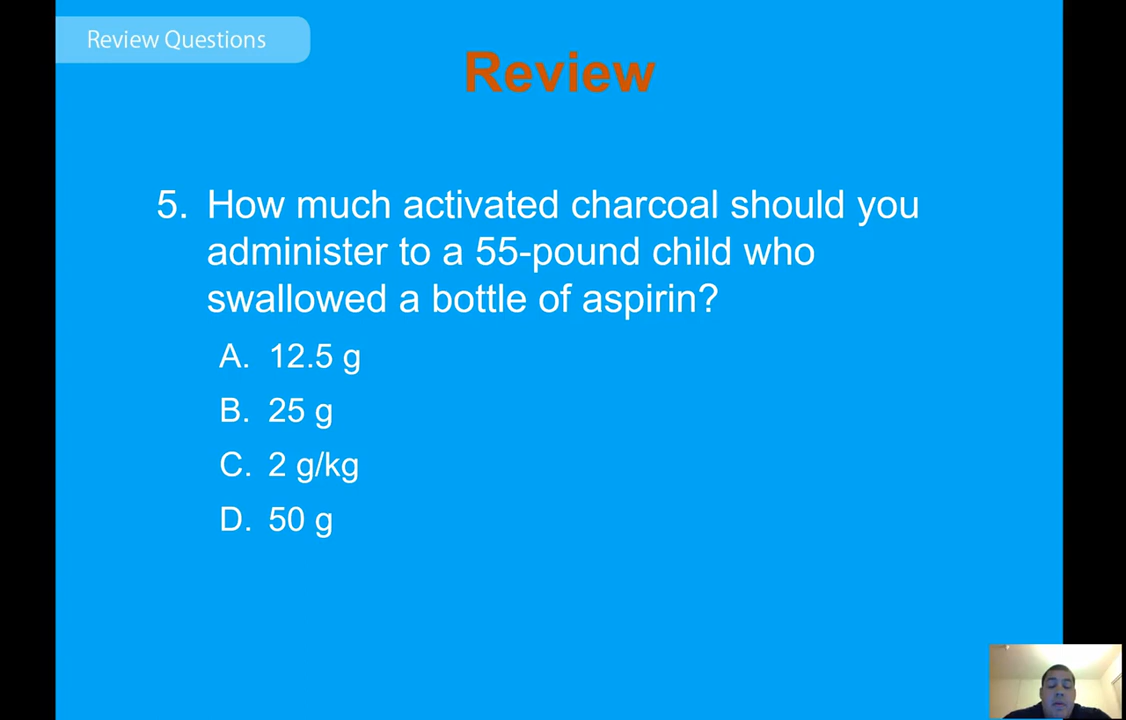 Review Questions
Review
5. How much activated charcoal should you
administer to a 55-pound child who
swallowed a bottle of aspirin?
A. 12.5 g
B. 25 g
C. 2 g/kg
D. 50 g